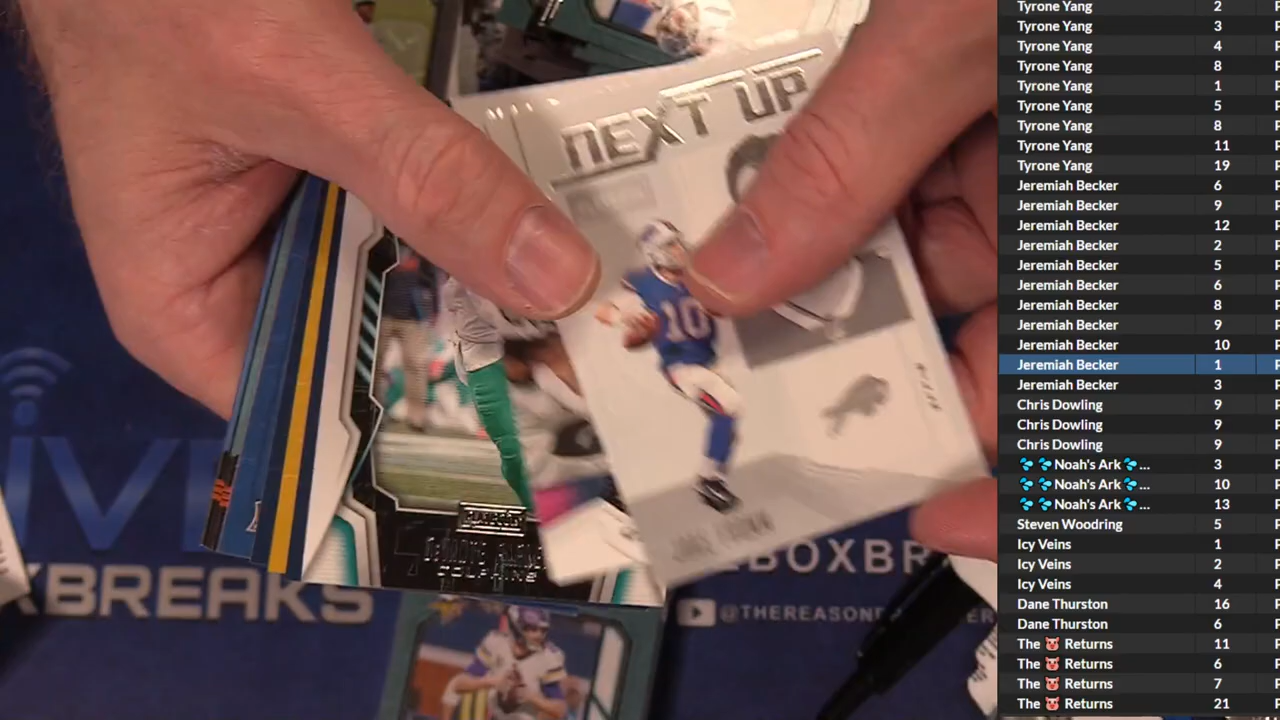 NEXT UP
10
PLAYOFF
DOLPHINS
LIVE
XBREAKS
EBOXBR
@THEREASON
Tyrone Yang 2
Tyrone Yang 3
Tyrone Yang 4
Tyrone Yang 8
Tyrone Yang 1
Tyrone Yang 5
Tyrone Yang 8
Tyrone Yang 11
Tyrone Yang 19
Jeremiah Becker 6
Jeremiah Becker 9
Jeremiah Becker 12
Jeremiah Becker 2
Jeremiah Becker 5
Jeremiah Becker 6
Jeremiah Becker 8
Jeremiah Becker 9
Jeremiah Becker 10
Jeremiah Becker 1
Jeremiah Becker 3
Chris Dowling 9
Chris Dowling 9
Chris Dowling 9
💦 💦 Noah's Ark 💦 ... 3
💦 💦 Noah's Ark 💦 ... 10
💦 💦 Noah's Ark 💦 ... 13
Steven Woodring 5
Icy Veins 1
Icy Veins 2
Icy Veins 4
Dane Thurston 16
Dane Thurston 6
The 🐷 Returns 11
The 🐷 Returns 6
The 🐷 Returns 7
The 🐷 Returns 21